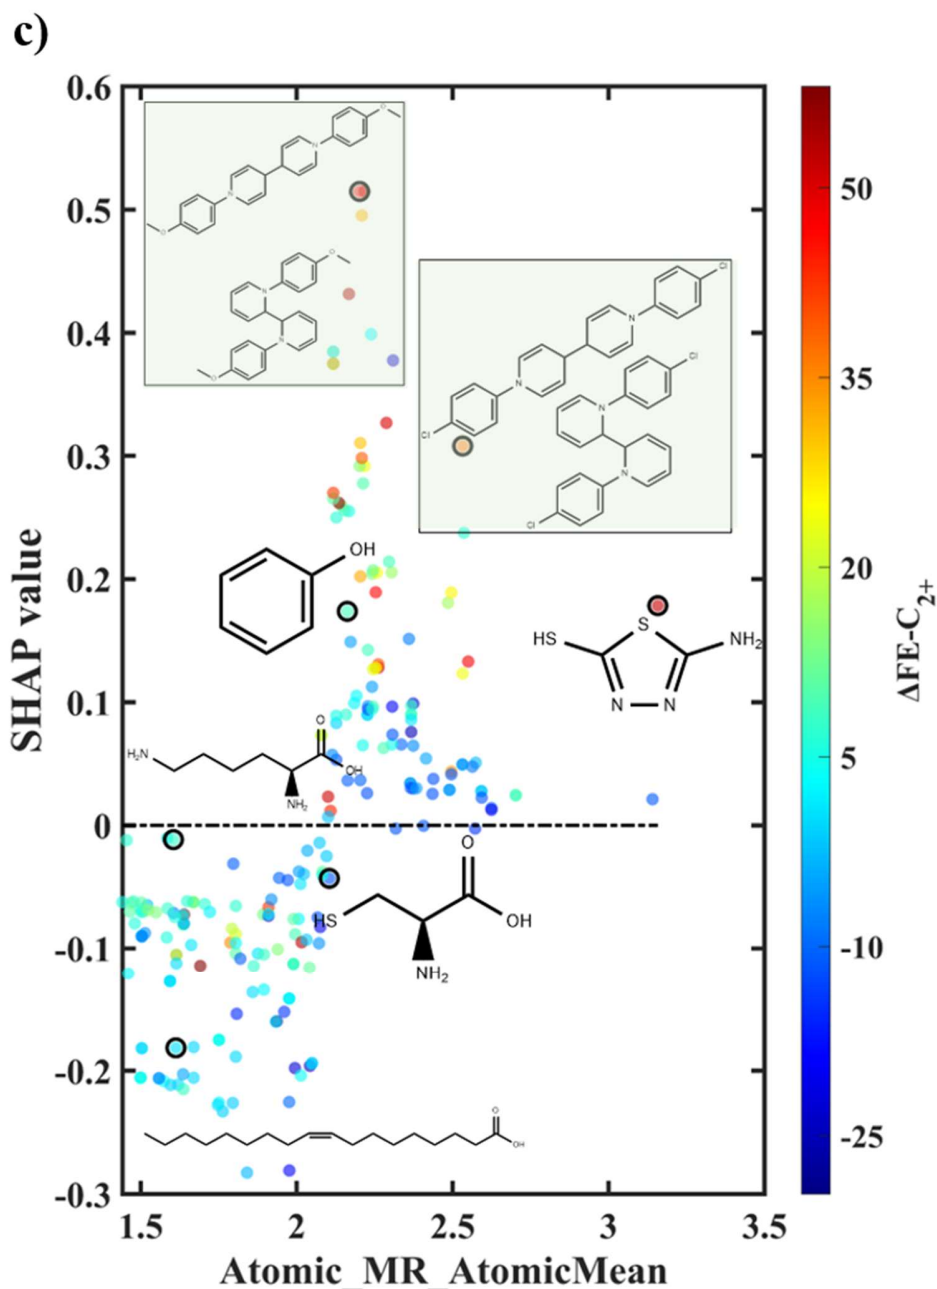 c)
0.6
0.5
0.4
0.3
0.2
0.1
0
-0.1
-0.2
-0.3
SHAP value
1.5
2
2.5
3
3.5
Atomic_MR_AtomicMean
50
35
20
5
-10
-25
ΔFE-C2+
O
N
N
O
O
N
N
O
Cl
N
N
Cl
Cl
N
N
Cl
OH
HS
S
NH2
N
N
H2N
O
OH
NH2
O
HS
OH
NH2
O
OH